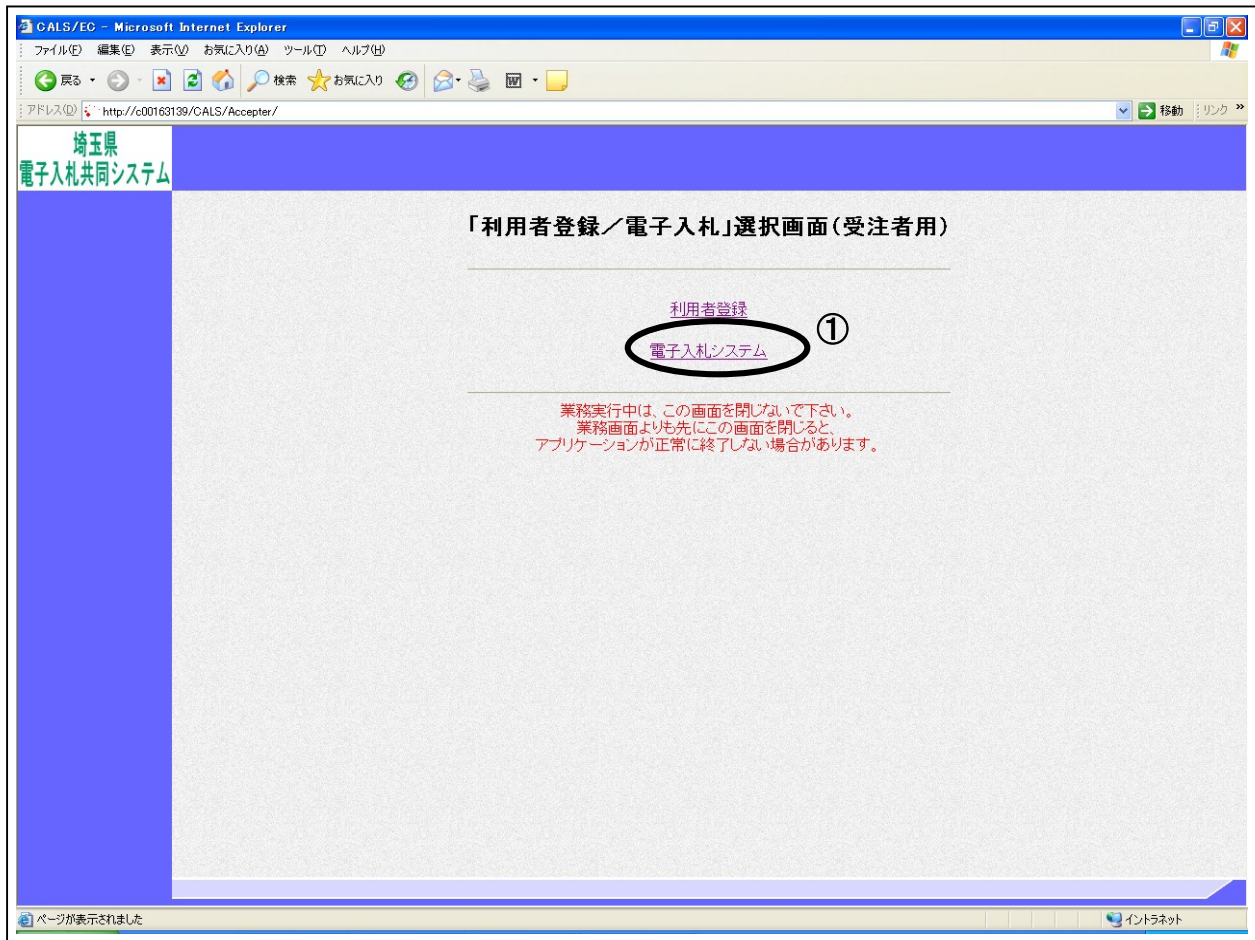 CALS/EC - Microsoft Internet Explorer
ファイル(F) 編集(E) 表示(V) お気に入り(A) ツール(T) ヘルプ(H)
戻る 検索 お気に入り
アドレス(D) http://c00163139/CALS/Accepter/ 移動 リンク »
埼玉県
電子入札共同システム
「利用者登録/電子入札」選択画面(受注者用)
利用者登録
①
電子入札システム
業務実行中は、この画面を閉じないで下さい。
業務画面よりも先にこの画面を閉じると、
アプリケーションが正常に終了しない場合があります。
ページが表示されました イントラネット